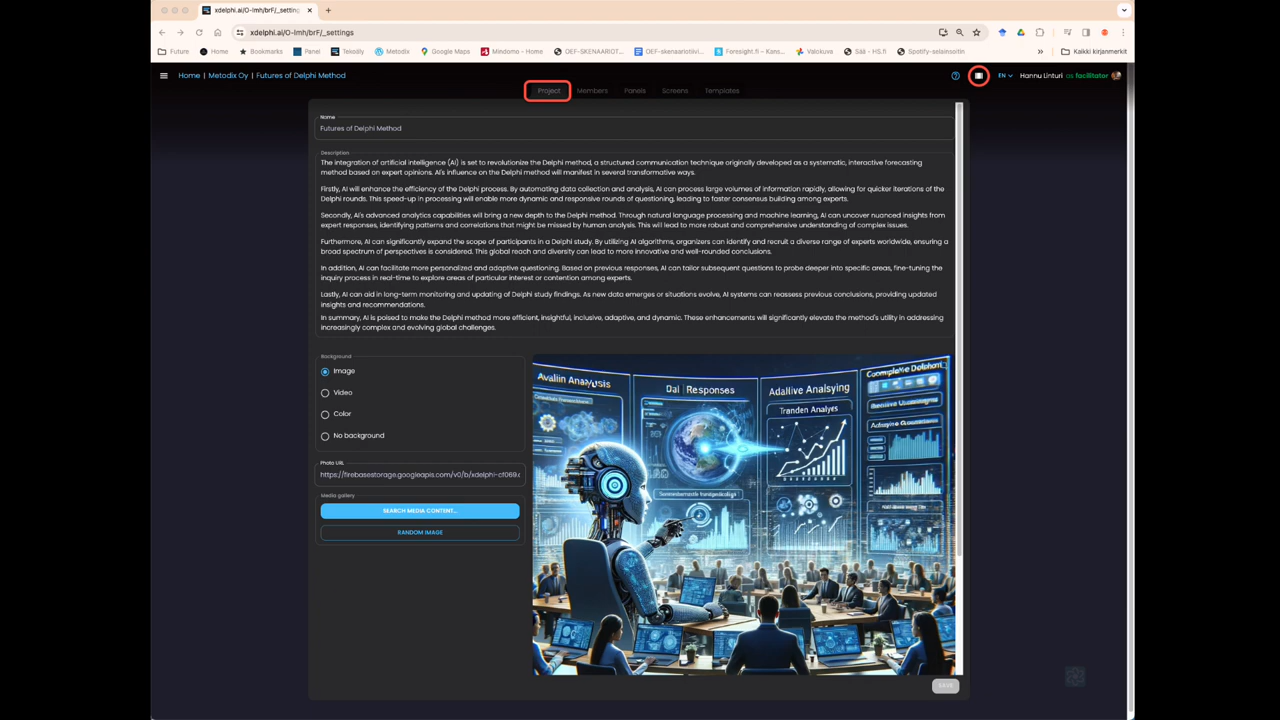 xdelphi.ai/O-Imh/brF/_settings
xdelphi.ai/O-Imh/brF/_settings
Future
Home
Bookmarks
Panel
Tekoäly
Metodix
Google Maps
Mindomo - Home
OEF-SKENAARIOT...
OEF-skenaariotiivi...
Foresight.fi – Kans...
Valokuva
Sää - HS.fi
Spotify-selainsoitin
Kaikki kirjanmerkit
Home | Metodix Oy | Futures of Delphi Method
EN
Hannu Linturi as facilitator
Project
Members
Panels
Screens
Templates
Name
Futures of Delphi Method
Description
The integration of artificial intelligence (AI) is set to revolutionize the Delphi method, a structured communication technique originally developed as a systematic, interactive forecasting
method based on expert opinions. AI's influence on the Delphi method will manifest in several transformative ways.
Firstly, AI will enhance the efficiency of the Delphi process. By automating data collection and analysis, AI can process large volumes of information rapidly, allowing for quicker iterations of the
Delphi rounds. This speed-up in processing will enable more dynamic and responsive rounds of questioning, leading to faster consensus building among experts.
Secondly, AI's advanced analytics capabilities will bring a new depth to the Delphi method. Through natural language processing and machine learning, AI can uncover nuanced insights from
expert responses, identifying patterns and correlations that might be missed by human analysis. This will lead to more robust and comprehensive understanding of complex issues.
Furthermore, AI can significantly expand the scope of participants in a Delphi study. By utilizing AI algorithms, organizers can identify and recruit a diverse range of experts worldwide, ensuring a
broad spectrum of perspectives is considered. This global reach and diversity can lead to more innovative and well-rounded conclusions.
In addition, AI can facilitate more personalized and adaptive questioning. Based on previous responses, AI can tailor subsequent questions to probe deeper into specific areas, fine-tuning the
inquiry process in real-time to explore areas of particular interest or contention among experts.
Lastly, AI can aid in long-term monitoring and updating of Delphi study findings. As new data emerges or situations evolve, AI systems can reassess previous conclusions, providing updated
insights and recommendations.
In summary, AI is poised to make the Delphi method more efficient, insightful, inclusive, adaptive, and dynamic. These enhancements will significantly elevate the method's utility in addressing
increasingly complex and evolving global challenges.
Background
Image
Video
Color
No background
Photo URL
https://firebasestorage.googleapis.com/v0/b/xdelphi-cf069.
Media gallery
SEARCH MEDIA CONTENT...
RANDOM IMAGE
Dal Responses
Adallive Analsying
Tranden Analyes
SAVE